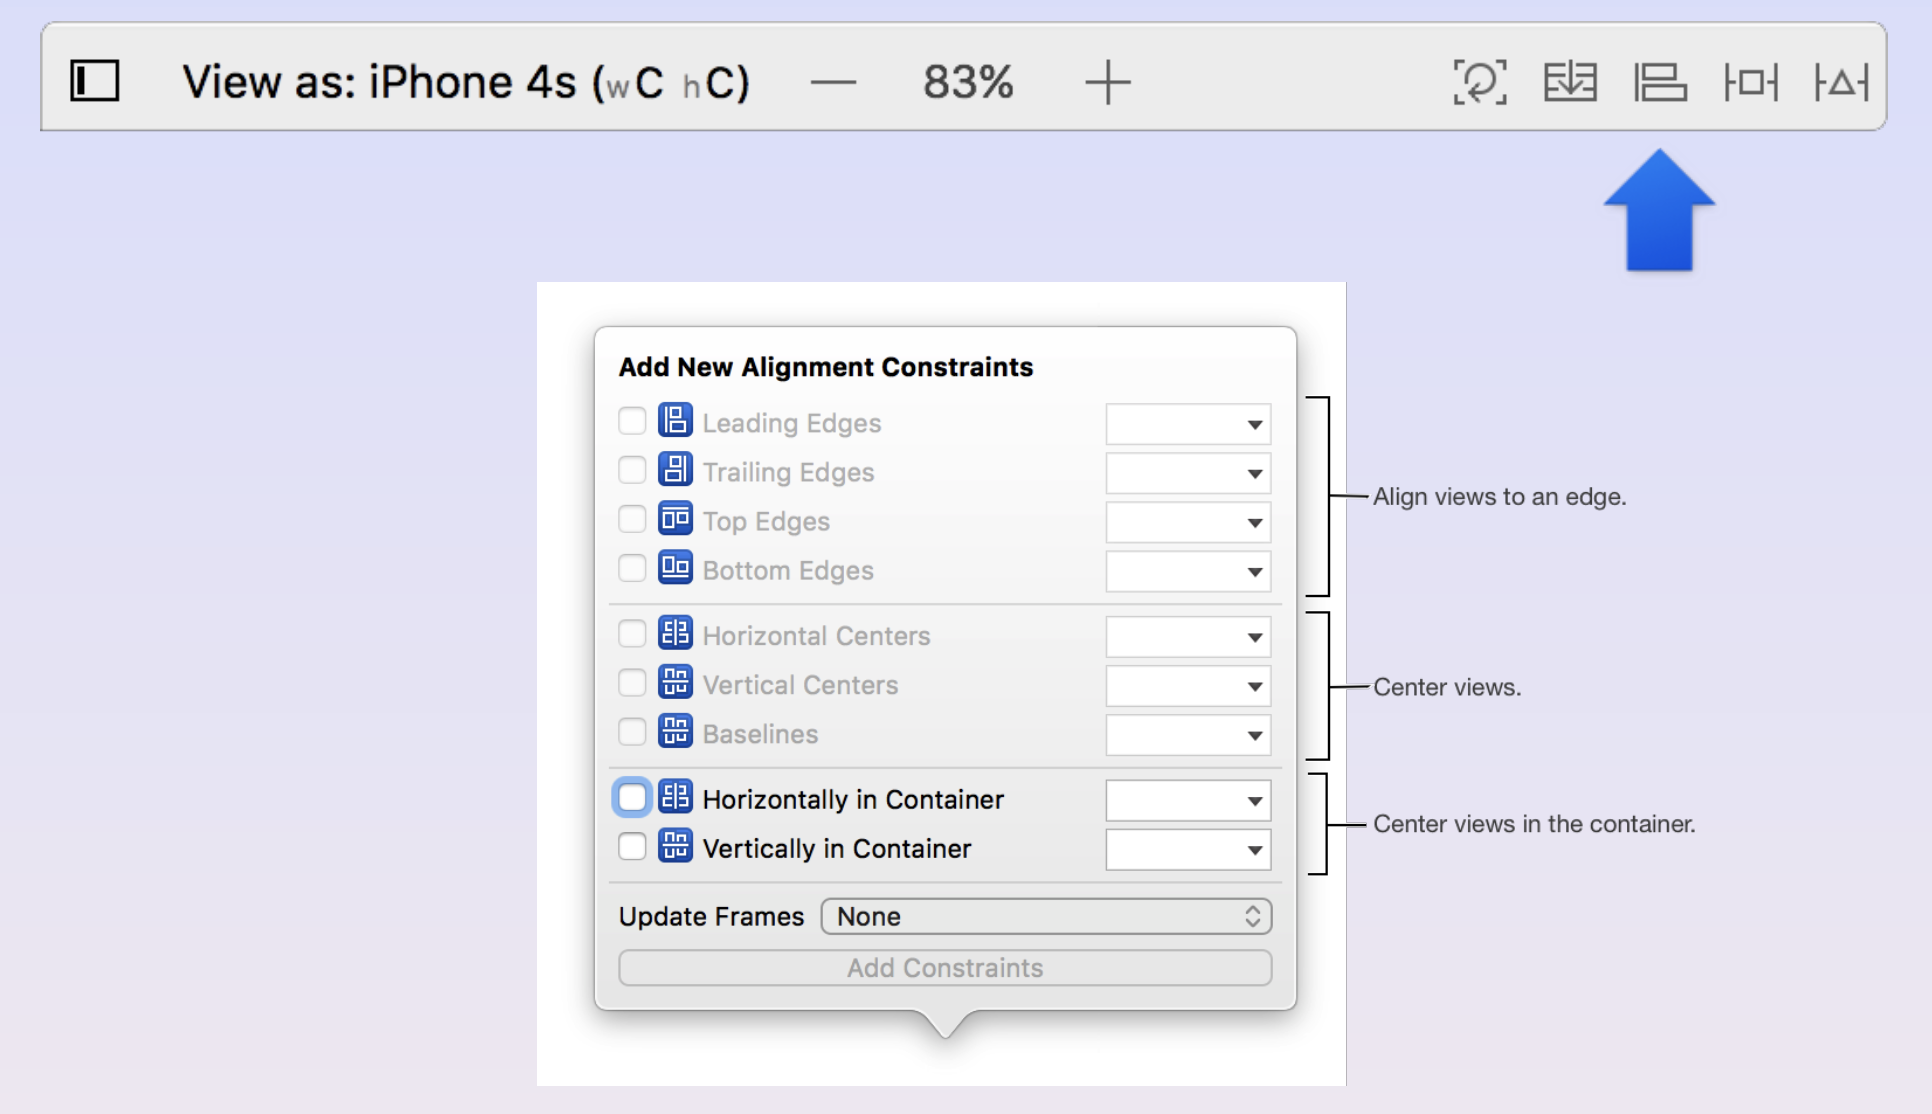 View as: iPhone 4s (wC hC)
83%
Add New Alignment Constraints
Leading Edges
Trailing Edges
Top Edges
Bottom Edges
Align views to an edge.
Horizontal Centers
Vertical Centers
Baselines
Center views.
Horizontally in Container
Vertically in Container
Center views in the container.
Update Frames None
Add Constraints